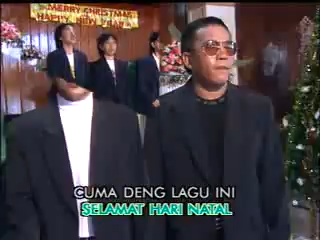 MERRY CHRISTMAS
HAPPY NEW YEAR
CUMA DENG LAGU INI
SELAMAT HARI NATAL